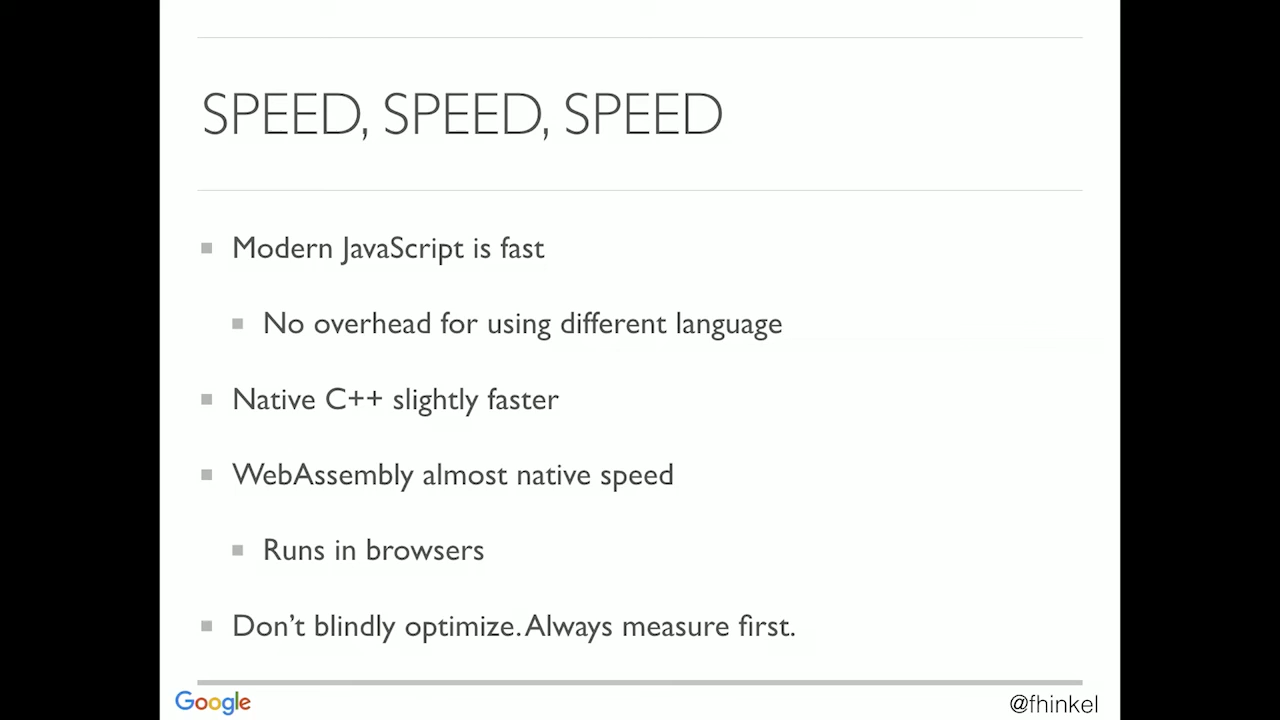 SPEED, SPEED, SPEED
Modern JavaScript is fast
No overhead for using different language
Native C++ slightly faster
WebAssembly almost native speed
Runs in browsers
Don’t blindly optimize. Always measure first.
Google
@fhinkel